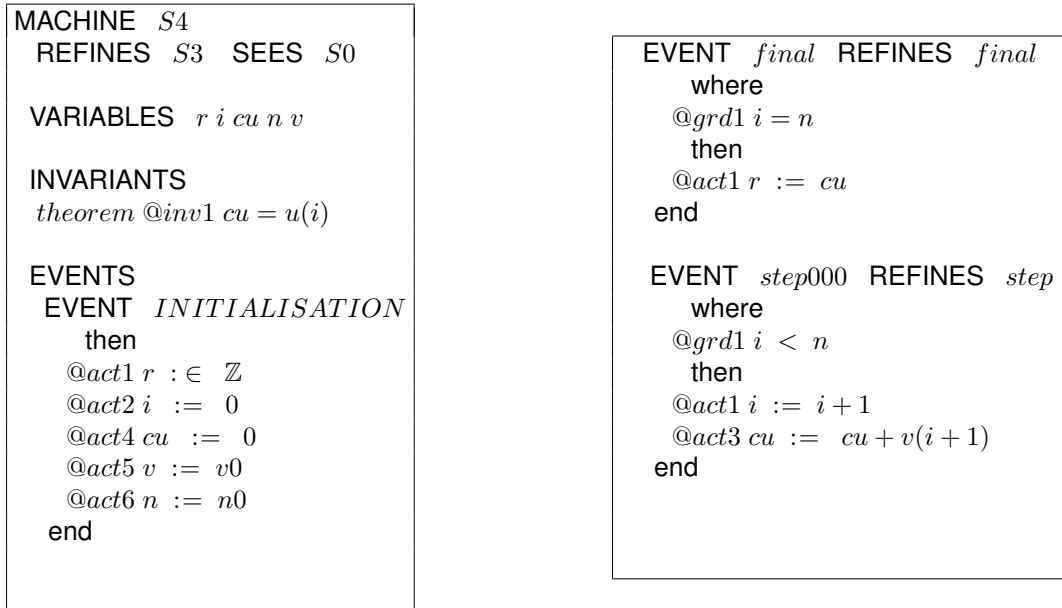 MACHINE S4
REFINES S3 SEES S0
VARIABLES r i cu n v
INVARIANTS
theorem @inv1 cu = u(i)
EVENTS
EVENT INITIALISATION
then
@act1 r :∈ ℤ
@act2 i := 0
@act4 cu := 0
@act5 v := v0
@act6 n := n0
end
EVENT final REFINES final
where
@grd1 i = n
then
@act1 r := cu
end
EVENT step000 REFINES step
where
@grd1 i < n
then
@act1 i := i + 1
@act3 cu := cu + v(i + 1)
end